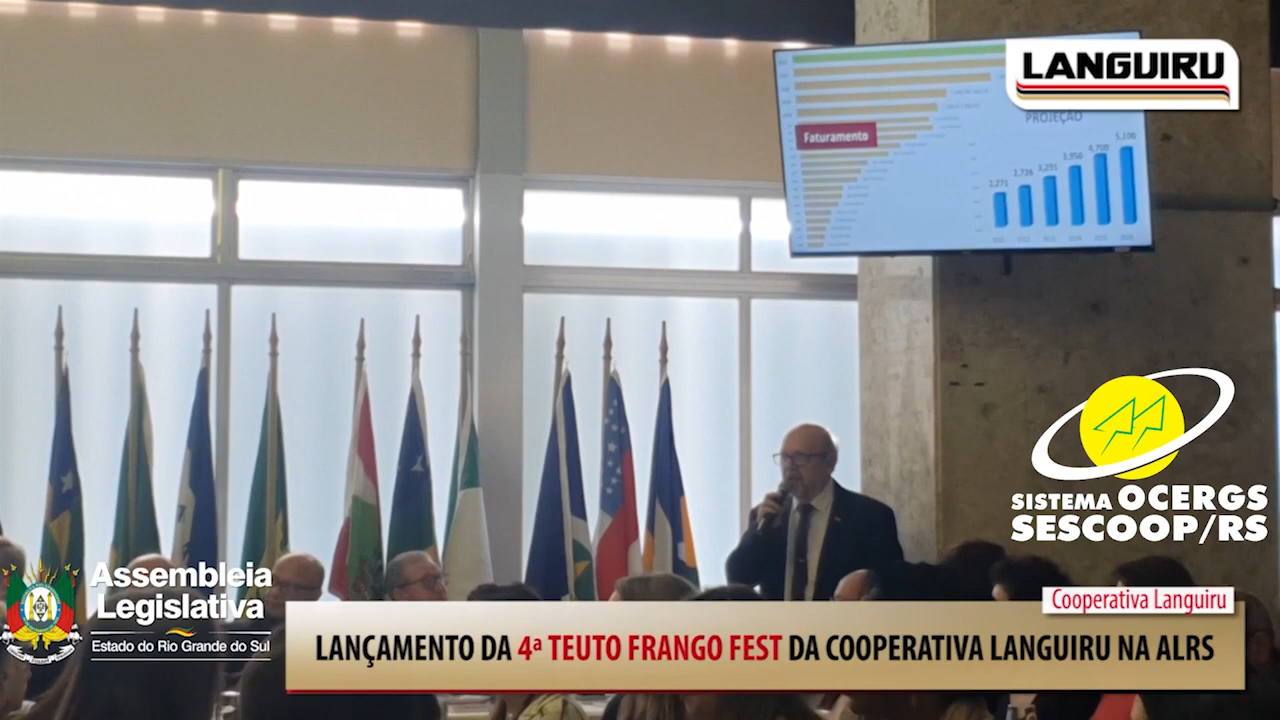 LANGUIRU
PROJEÇÃO
Faturamento
5,100
4,700
3,950
3,291
2,726
2,271
SISTEMA OCERGS
SESCOOP/RS
Assembleia
Legislativa
Estado do Rio Grande do Sul
Cooperativa Languiru
LANÇAMENTO DA 4ª TEUTO FRANGO FEST DA COOPERATIVA LANGUIRU NA ALRS